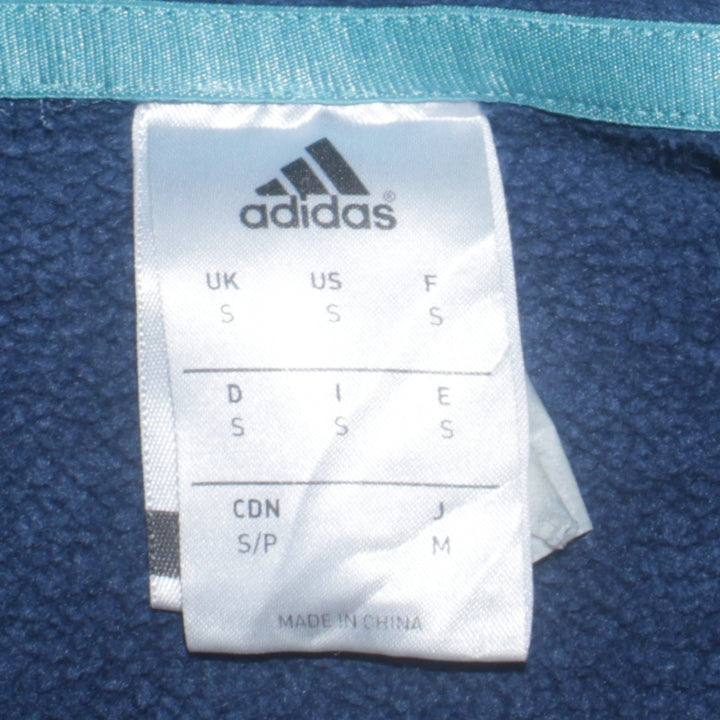 adidas®
UK US F
S S S
D I E
S S S
CDN J
S/P M
MADE IN CHINA